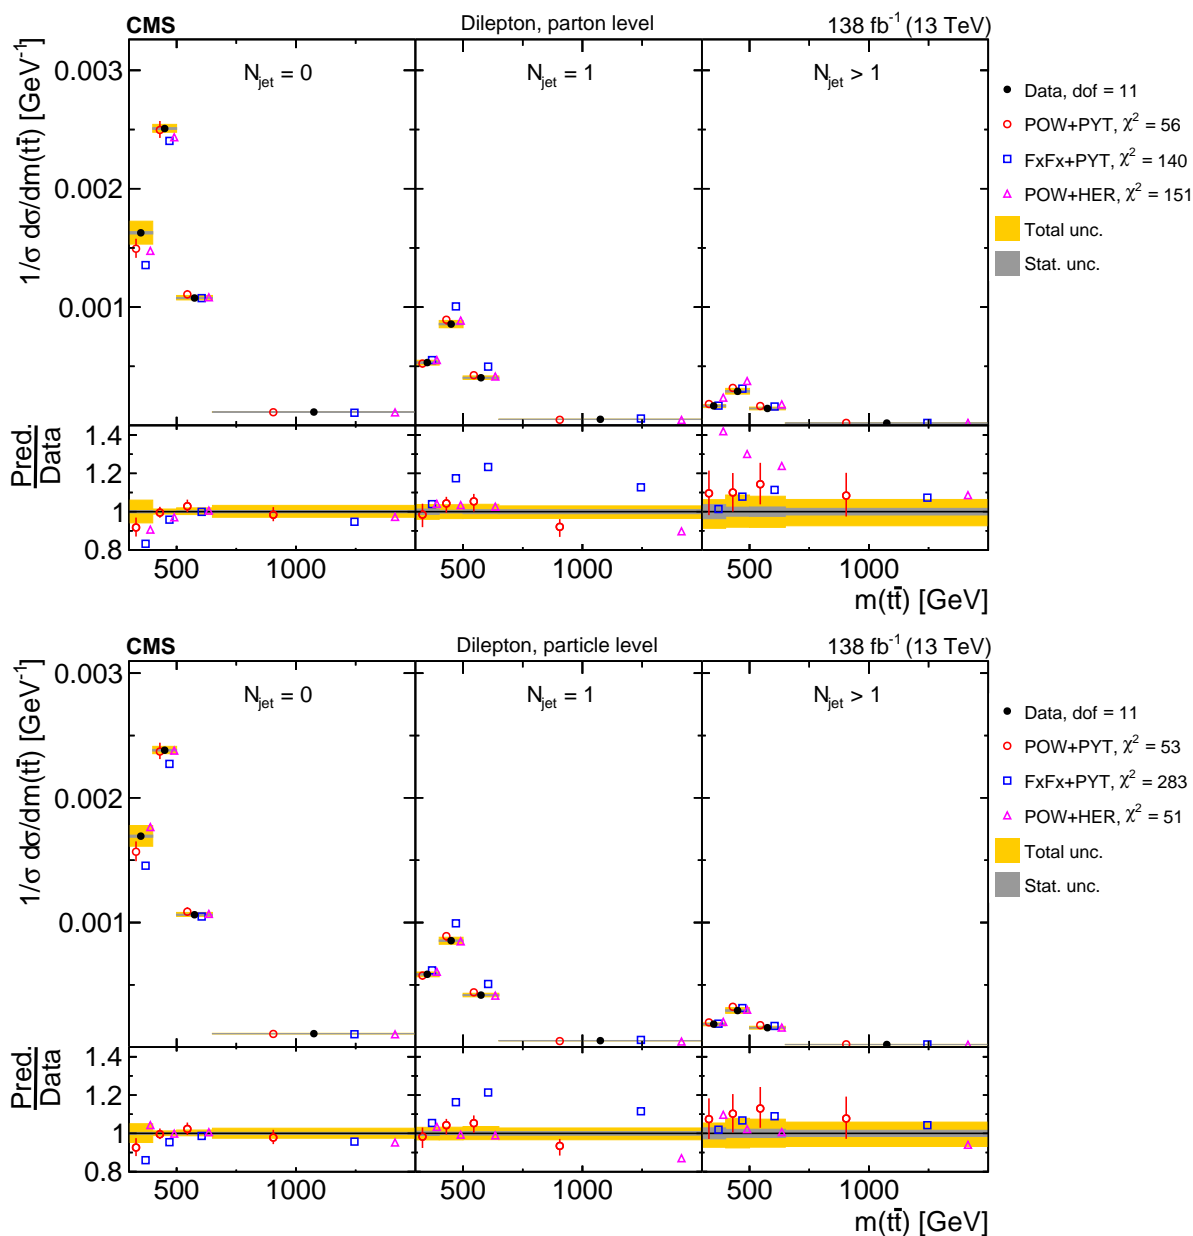 CMS Dilepton, parton level 138 fb⁻¹ (13 TeV)
1/σ dσ/dm(tt̄) [GeV⁻¹]
0.003
0.002
0.001
N_jet = 0
N_jet = 1
N_jet > 1
Data, dof = 11
POW+PYT, χ² = 56
FxFx+PYT, χ² = 140
POW+HER, χ² = 151
Total unc.
Stat. unc.
Pred.
Data
1.4
1.2
1
0.8
500 1000 500 1000 500 1000
m(tt̄) [GeV]
CMS Dilepton, particle level 138 fb⁻¹ (13 TeV)
1/σ dσ/dm(tt̄) [GeV⁻¹]
0.003
0.002
0.001
N_jet = 0
N_jet = 1
N_jet > 1
Data, dof = 11
POW+PYT, χ² = 53
FxFx+PYT, χ² = 283
POW+HER, χ² = 51
Total unc.
Stat. unc.
Pred.
Data
1.4
1.2
1
0.8
500 1000 500 1000 500 1000
m(tt̄) [GeV]